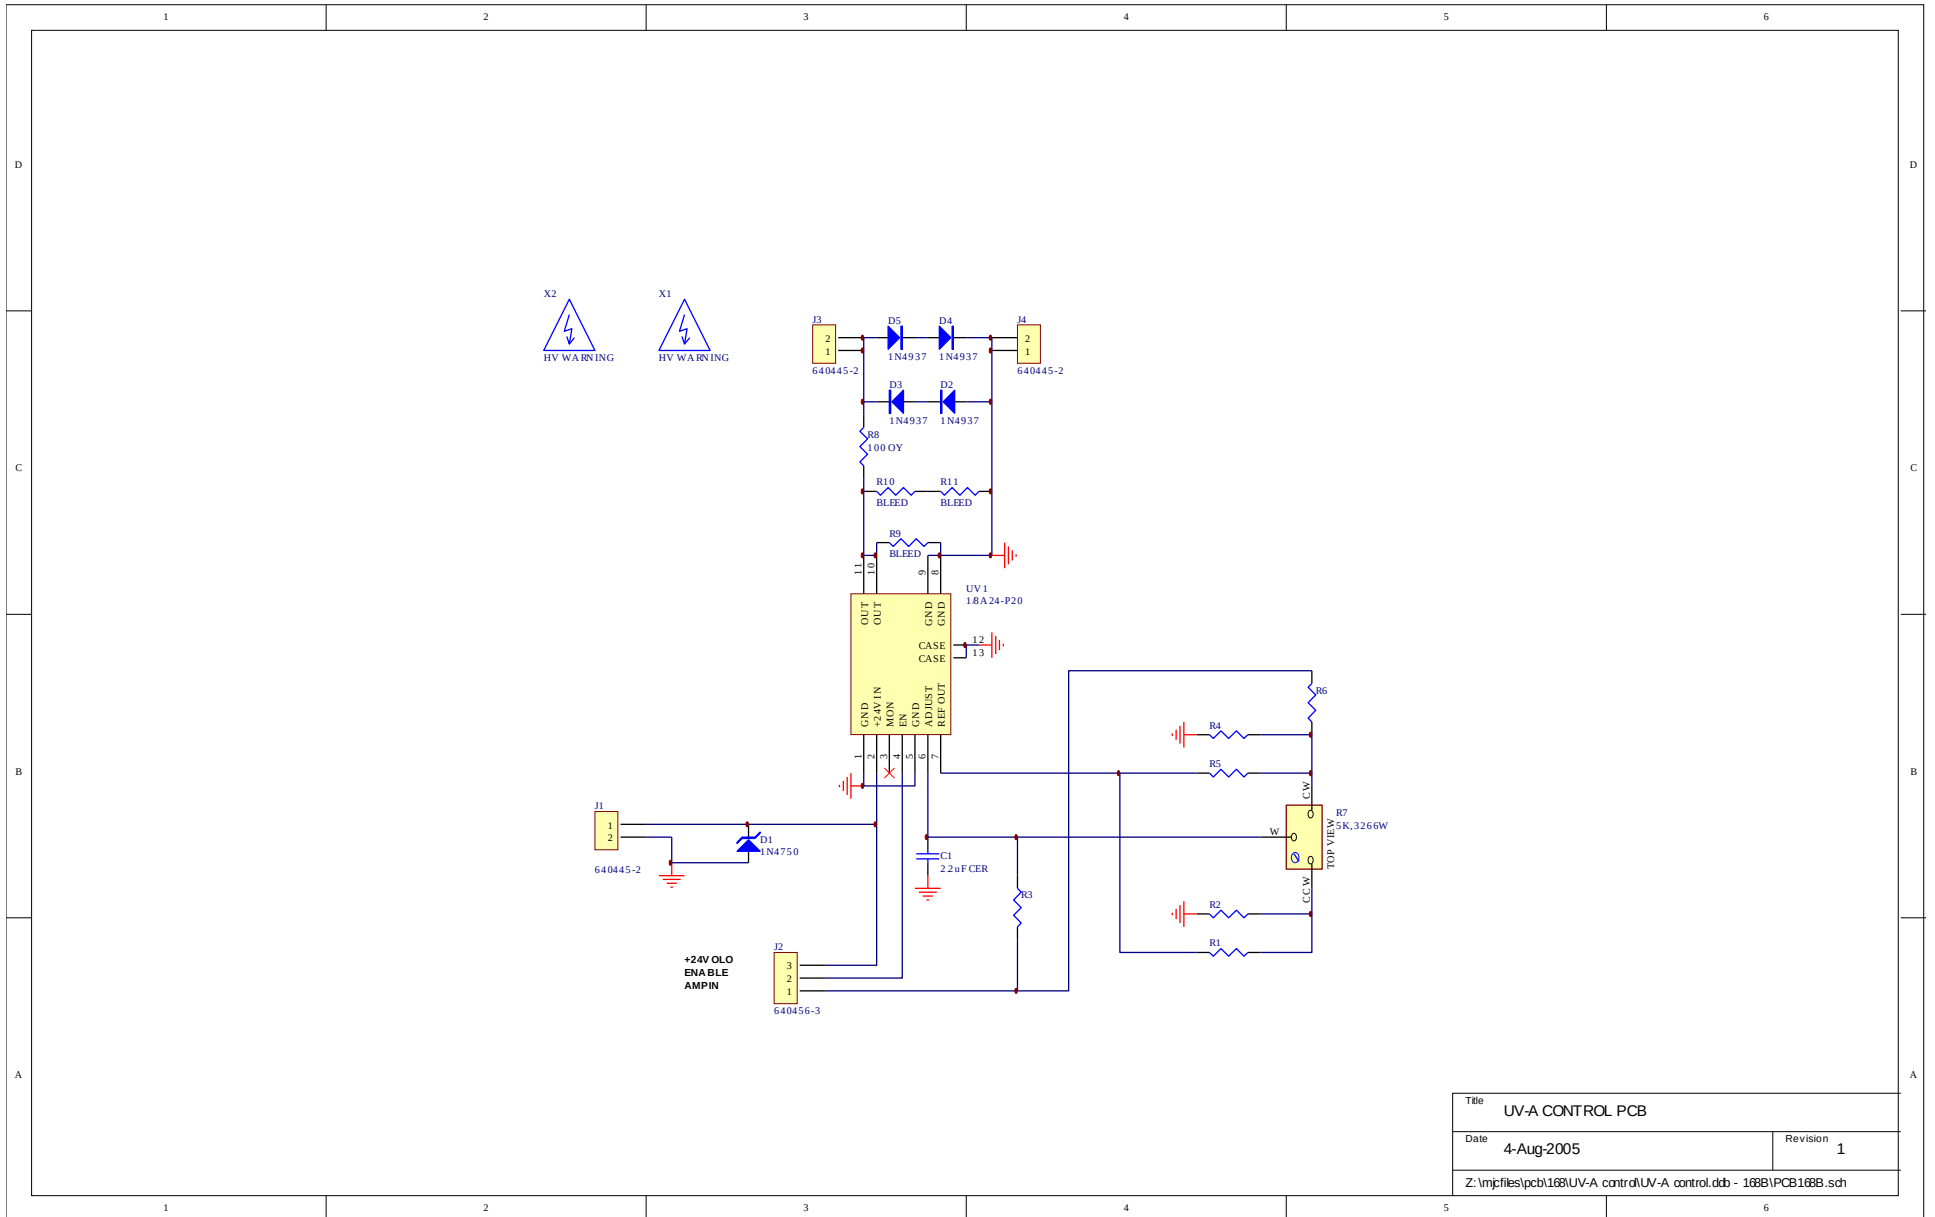 1 2 3 4 5 6
D D
X2 X1
HV WARNING HV WARNING
J3 D5 D4 J4
2 2
1 1
1N4937 1N4937
640445-2 640445-2
D3 D2
1N4937 1N4937
R8
100 OY
C C
R10 R11
BLEED BLEED
R9
BLEED
11 10 9 8
UV1
1/8A24-P20
OUT OUT GND GND
CASE 12
CASE 13
GND +24V IN MON EN GND ADJUST REF OUT
1 2 3 4 5 6 7
R6
R4
R5
B B
CW
J1
1
2
640445-2
D1
1N4750
R7
5K, 3266W
W
TOP VIEW
CCW
C1
2.2uF CER
R3
R2
R1
J2
+24V OLO 3
ENABLE 2
AMPIN 1
640456-3
A A
Title UV-A CONTROL PCB
Date 4-Aug-2005 Revision 1
Z:\mjcfiles\pcb\168\UV-A control\UV-A control.ddb - 168B\PCB168B.sch
1 2 3 4 5 6